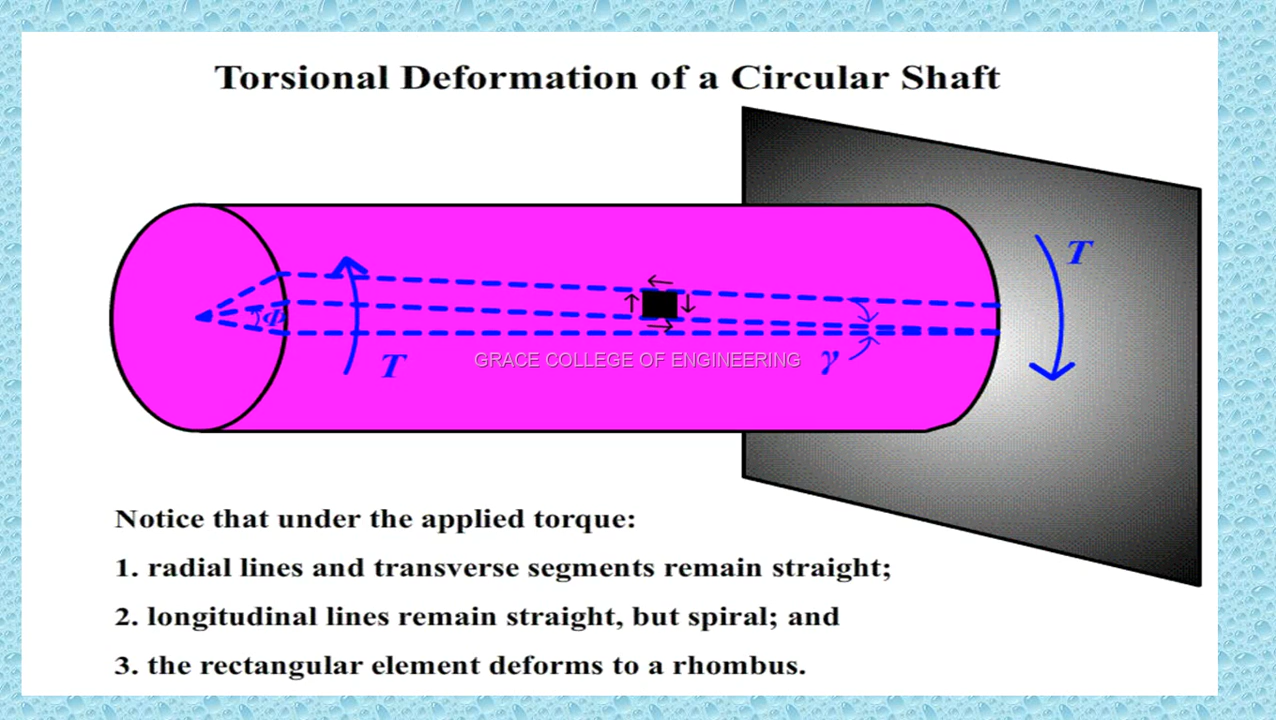 Torsional Deformation of a Circular Shaft
T
Φ
T
GRACE COLLEGE OF ENGINEERING
γ
Notice that under the applied torque:
1. radial lines and transverse segments remain straight;
2. longitudinal lines remain straight, but spiral; and
3. the rectangular element deforms to a rhombus.